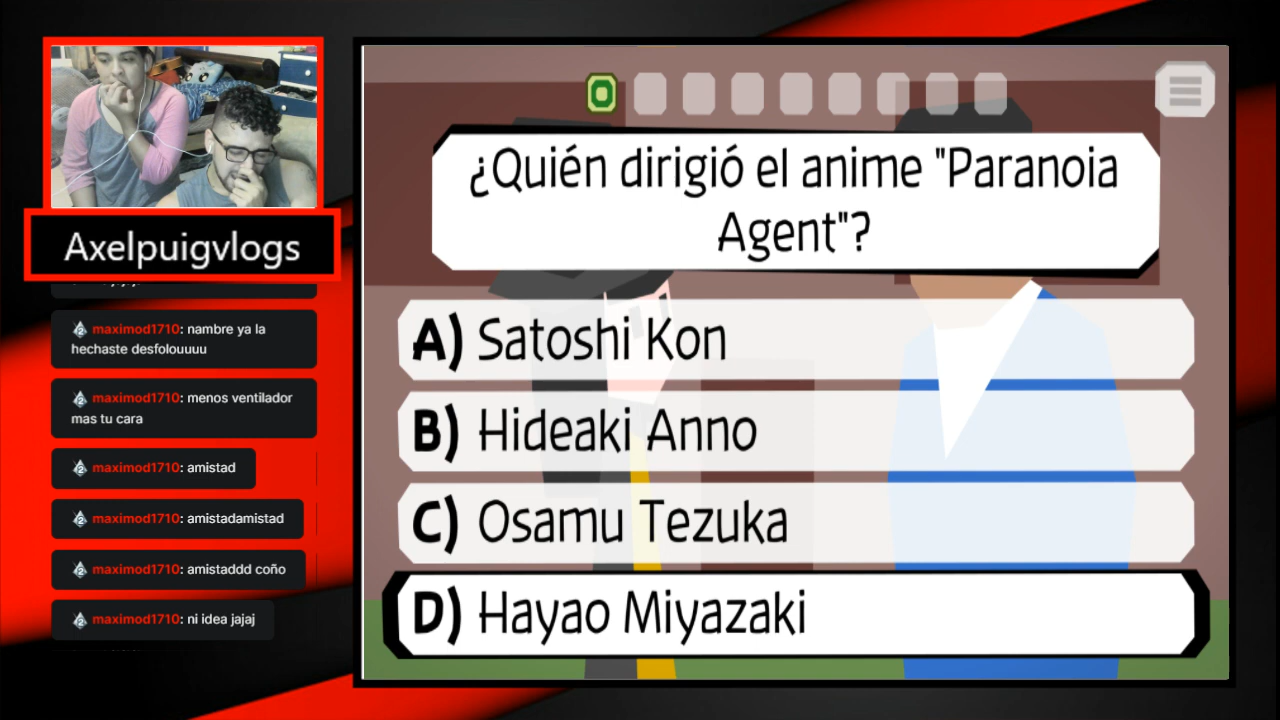 Axelpuigvlogs
maximod1710: nambre ya la
hechaste desfolouuuu
maximod1710: menos ventilador
mas tu cara
maximod1710: amistad
maximod1710: amistadamistad
maximod1710: amistaddd coño
maximod1710: ni idea jajaj
¿Quién dirigió el anime "Paranoia
Agent"?
A) Satoshi Kon
B) Hideaki Anno
C) Osamu Tezuka
D) Hayao Miyazaki